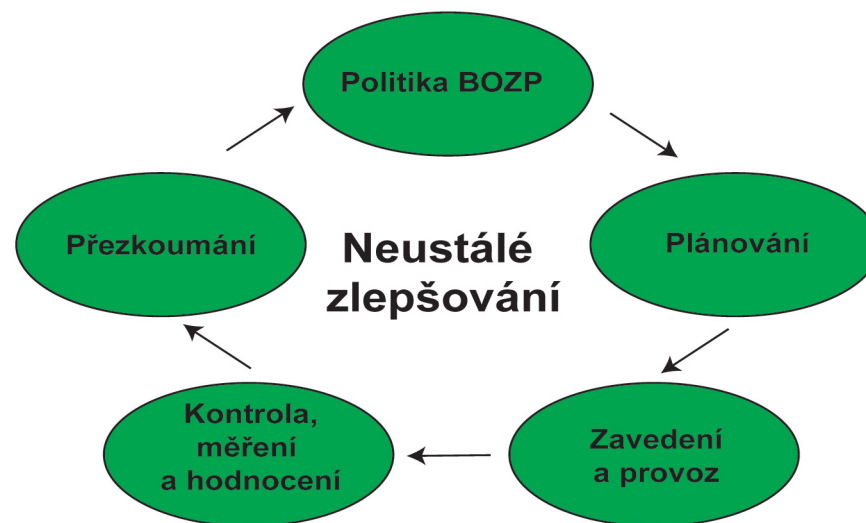 Politika BOZP
Plánování
Zavedení
a provoz
Kontrola,
měření
a hodnocení
Přezkoumání
Neustálé
zlepšování